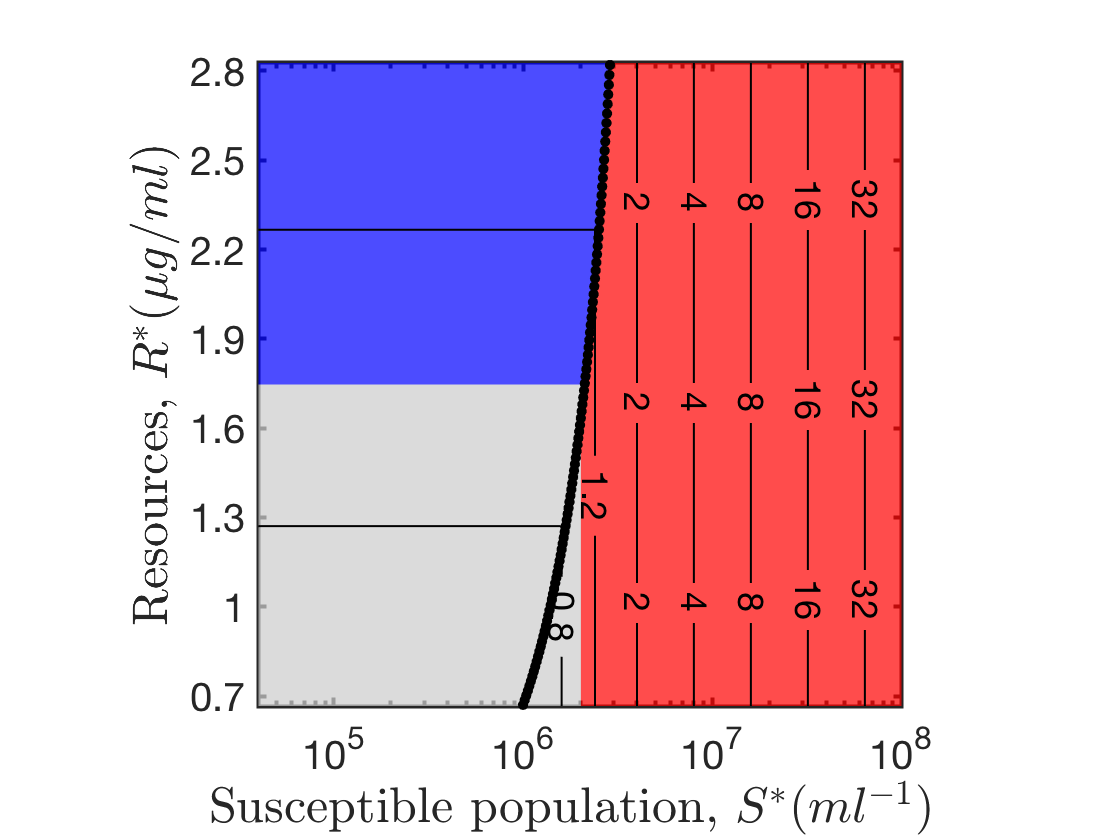 Resources, R*(μg/ml)
2.8
2.5
2.2
1.9
1.6
1.3
1
0.7
2 4 8 16 32
2 4 8 16 32
1.2
0.8
2 4 8 16 32
10^5 10^6 10^7 10^8
Susceptible population, S*(ml^{-1})